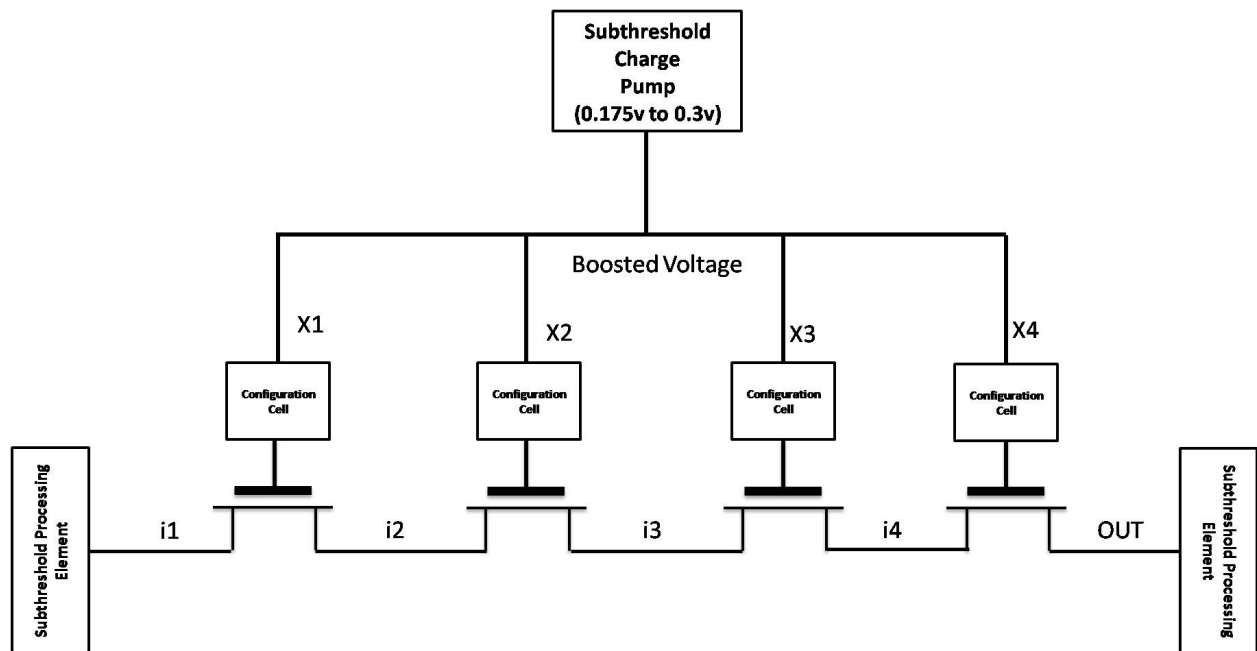 Subthreshold
Charge
Pump
(0.175v to 0.3v)
Boosted Voltage
X1
X2
X3
X4
Configuration
Cell
Configuration
Cell
Configuration
Cell
Configuration
Cell
Subthreshold Processing
Element
i1
i2
i3
i4
OUT
Subthreshold Processing
Element